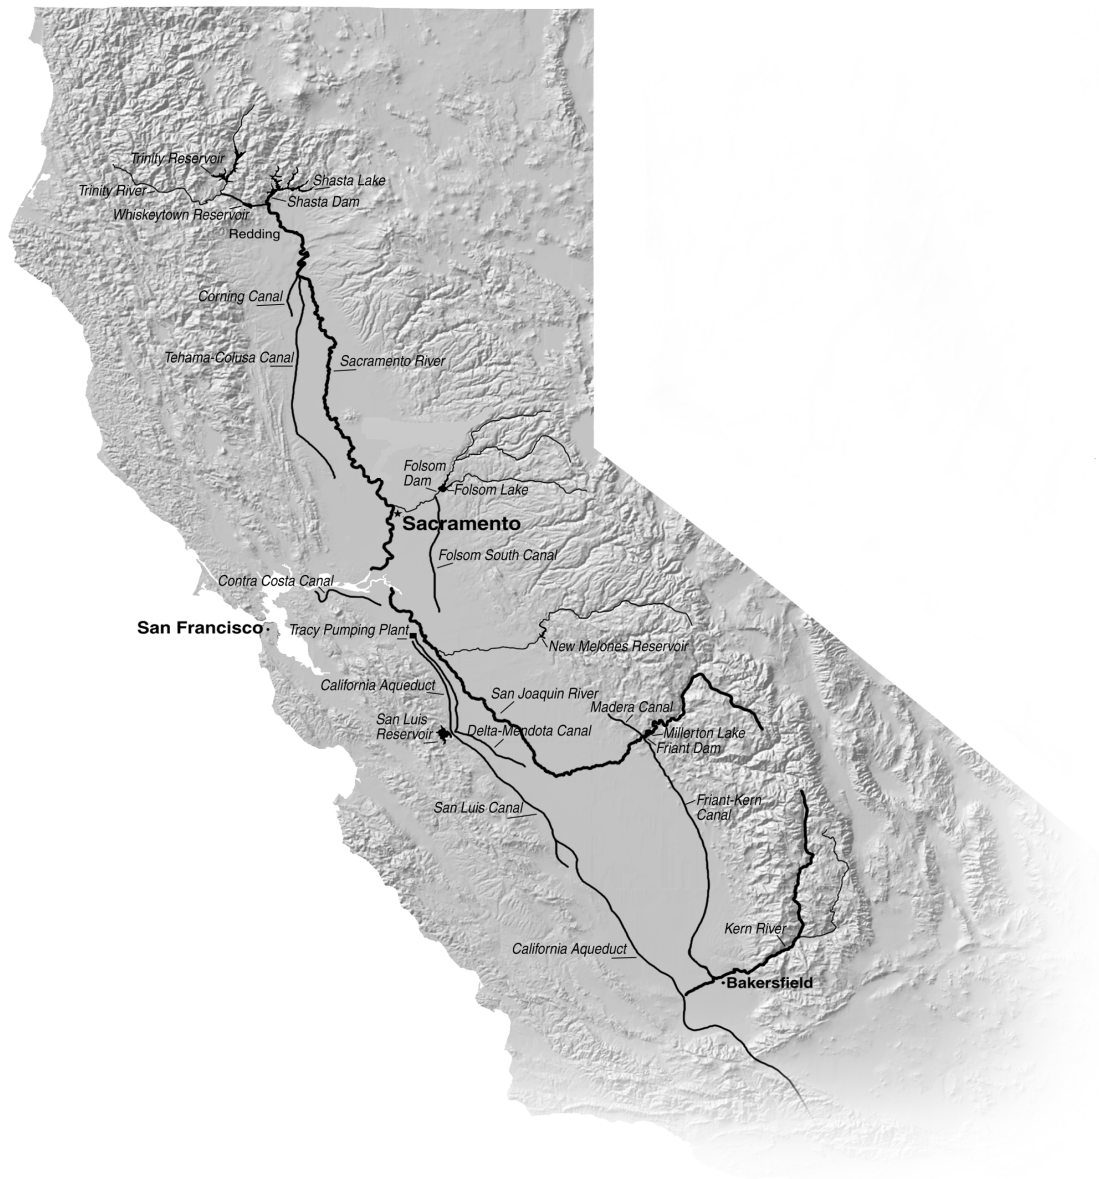 Trinity Reservoir
Shasta Lake
Trinity River
Shasta Dam
Whiskeytown Reservoir
Redding
Corning Canal
Tehama-Colusa Canal
Sacramento River
Folsom
Dam
Folsom Lake
Sacramento
Folsom South Canal
Contra Costa Canal
San Francisco
Tracy Pumping Plant
New Melones Reservoir
California Aqueduct
San Joaquin River
Madera Canal
San Luis
Reservoir
Delta-Mendota Canal
Millerton Lake
Friant Dam
San Luis Canal
Friant-Kern
Canal
Kern River
California Aqueduct
Bakersfield